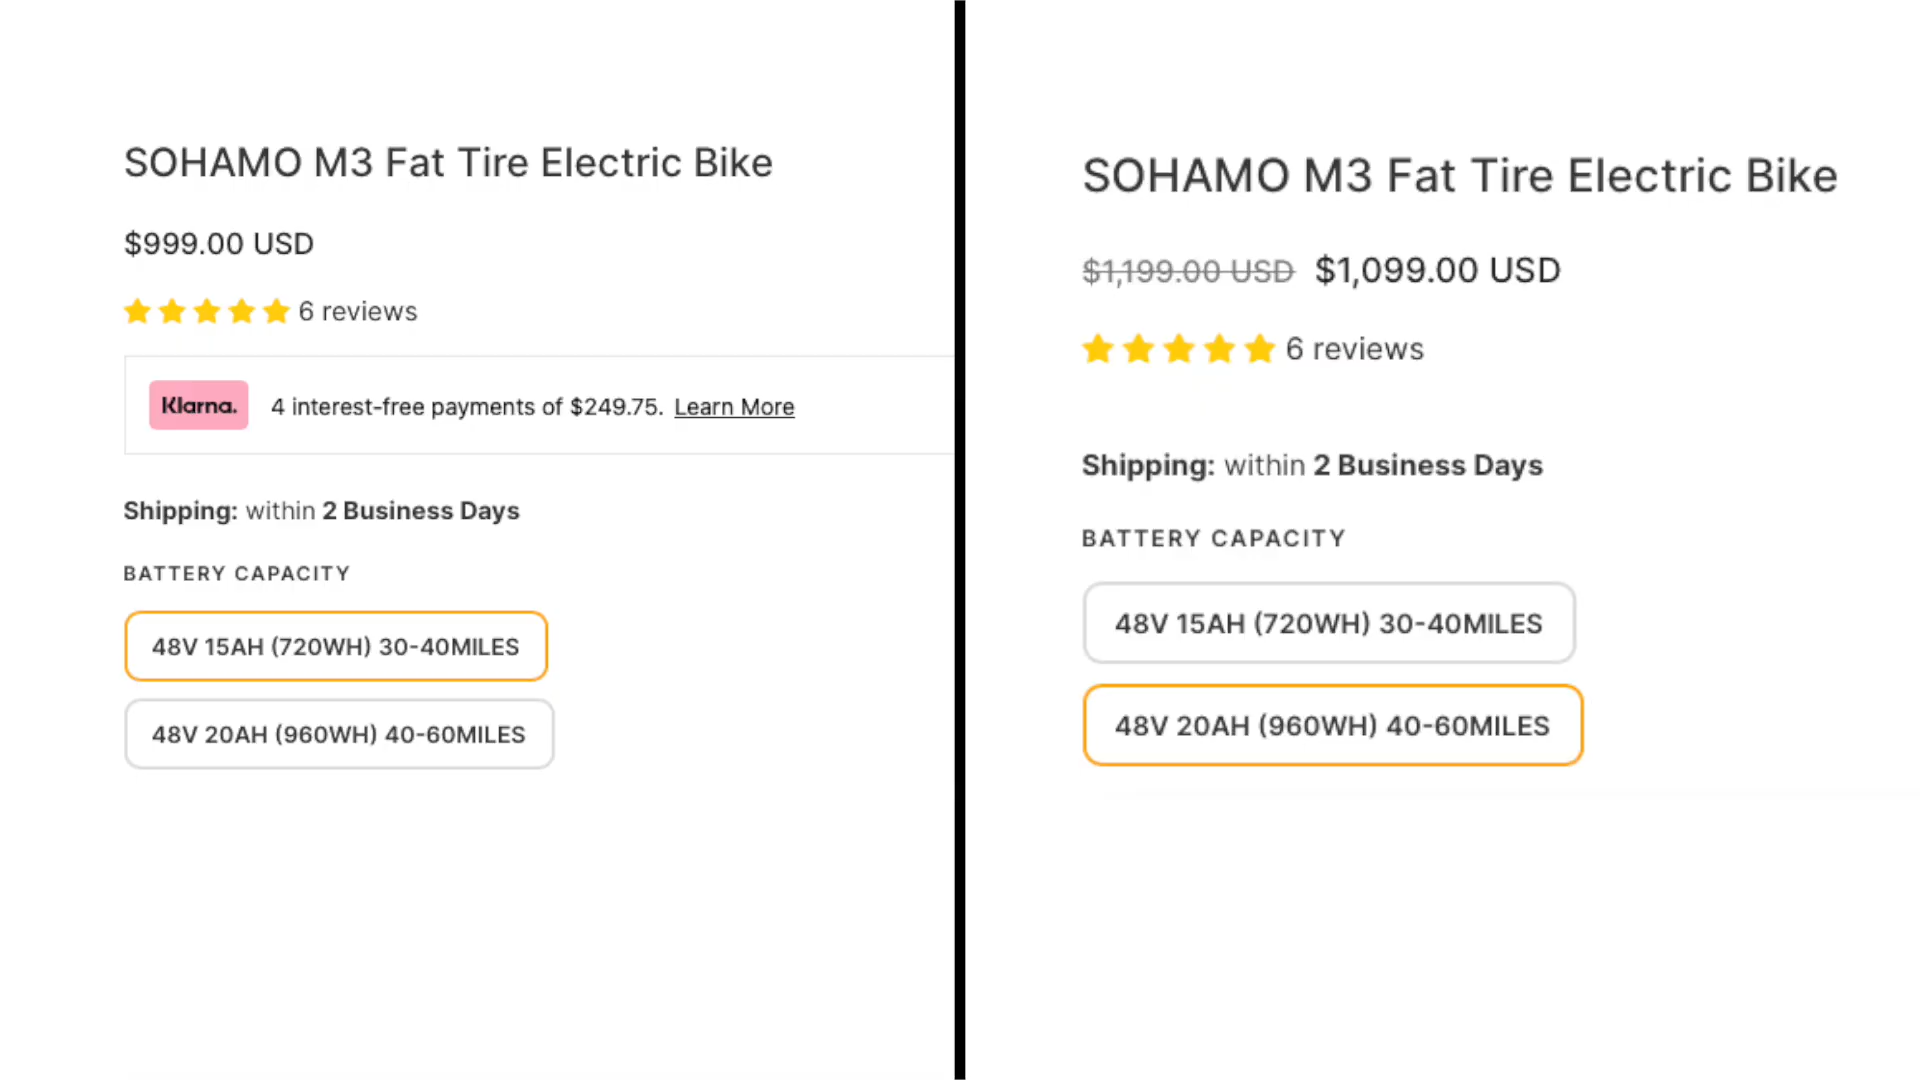 SOHAMO M3 Fat Tire Electric Bike
$999.00 USD
6 reviews
Klarna. 4 interest-free payments of $249.75. Learn More
Shipping: within 2 Business Days
BATTERY CAPACITY
48V 15AH (720WH) 30-40MILES
48V 20AH (960WH) 40-60MILES
SOHAMO M3 Fat Tire Electric Bike
$1,199.00 USD $1,099.00 USD
6 reviews
Shipping: within 2 Business Days
BATTERY CAPACITY
48V 15AH (720WH) 30-40MILES
48V 20AH (960WH) 40-60MILES